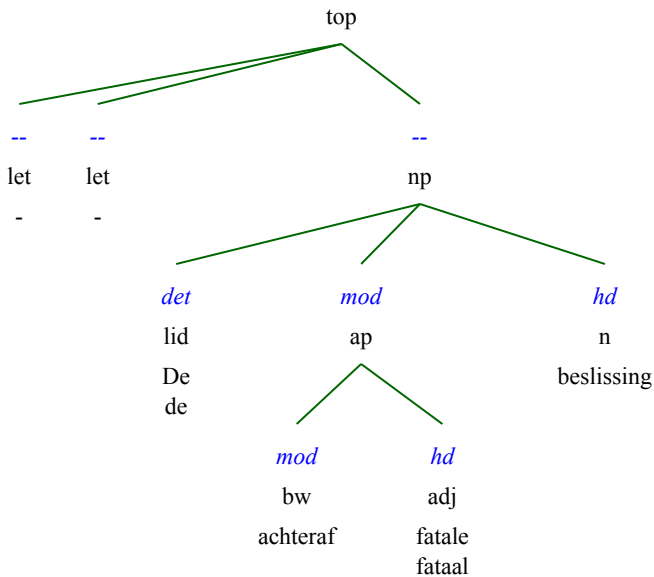 top
-- -- --
let let np
- -
det mod hd
lid ap n
De beslissing
de
mod hd
bw adj
achteraf fatale
fataal